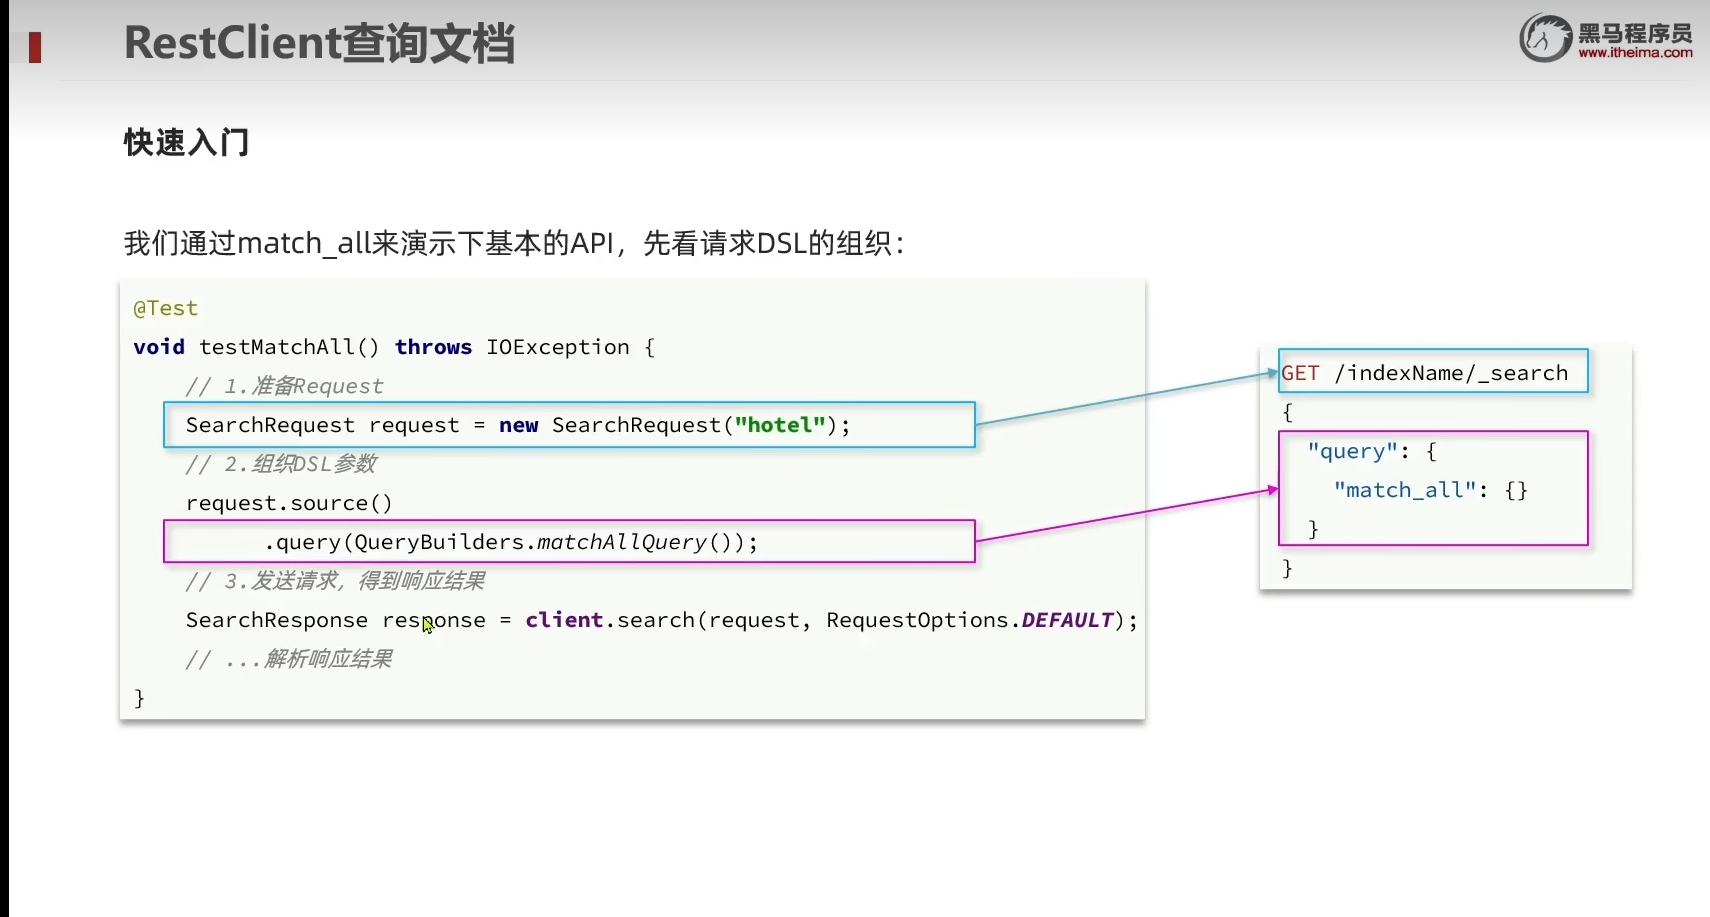 RestClient查询文档
黑马程序员
www.itheima.com
快速入门
我们通过match_all来演示下基本的API，先看请求DSL的组织：
@Test
void testMatchAll() throws IOException {
// 1.准备Request
SearchRequest request = new SearchRequest("hotel");
// 2.组织DSL参数
request.source()
.query(QueryBuilders.matchAllQuery());
// 3.发送请求，得到响应结果
SearchResponse response = client.search(request, RequestOptions.DEFAULT);
// ...解析响应结果
}
GET /indexName/_search
{
"query": {
"match_all": {}
}
}